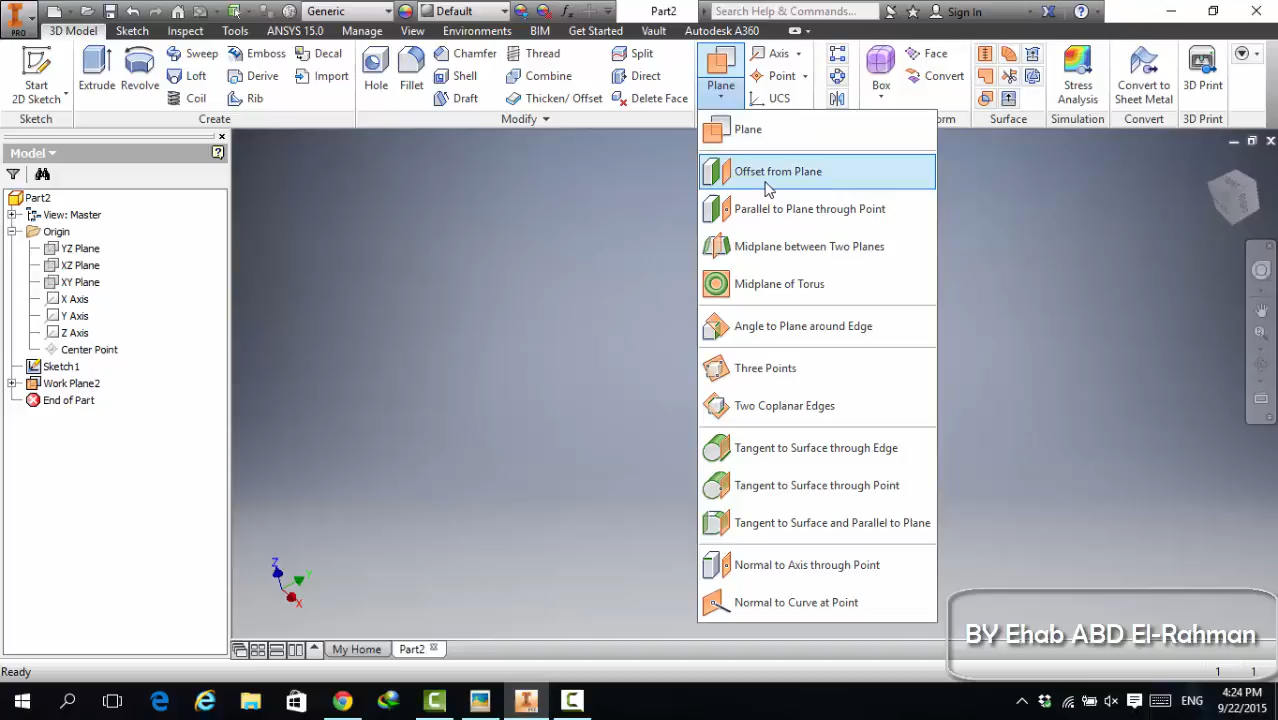 Generic
Default
Part2
Search Help & Commands...
Sign In
PRO
3D Model
Sketch
Inspect
Tools
ANSYS 15.0
Manage
View
Environments
BIM
Get Started
Vault
Autodesk A360
Start
2D Sketch
Extrude
Revolve
Sweep
Loft
Coil
Emboss
Derive
Rib
Decal
Import
Hole
Fillet
Chamfer
Shell
Draft
Thread
Combine
Thicken/ Offset
Split
Direct
Delete Face
Plane
Axis
Point
UCS
Box
Face
Convert
Stress
Analysis
Convert to
Sheet Metal
3D Print
Sketch
Create
Modify
orm
Surface
Simulation
Convert
3D Print
Plane
Offset from Plane
Parallel to Plane through Point
Midplane between Two Planes
Midplane of Torus
Angle to Plane around Edge
Three Points
Two Coplanar Edges
Tangent to Surface through Edge
Tangent to Surface through Point
Tangent to Surface and Parallel to Plane
Normal to Axis through Point
Normal to Curve at Point
Model
Part2
View: Master
Origin
YZ Plane
XZ Plane
XY Plane
X Axis
Y Axis
Z Axis
Center Point
Sketch1
Work Plane2
End of Part
Z
Y
X
BY Ehab ABD El-Rahman
My Home
Part2
Ready
1
1
ENG
4:24 PM
9/22/2015